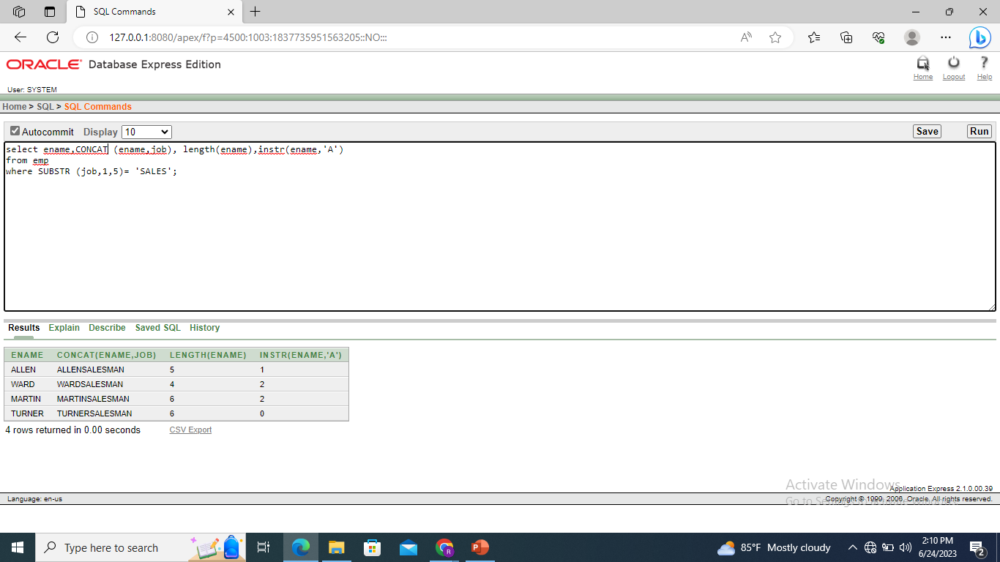 SQL Commands
127.0.0.1:8080/apex/f?p=4500:1003:1837735951563205::NO:::
ORACLE Database Express Edition
Home Logout Help
User: SYSTEM
Home > SQL > SQL Commands
Autocommit Display 10 Save Run
select ename,CONCAT (ename,job), length(ename),instr(ename,'A')
from emp
where SUBSTR (job,1,5)= 'SALES';
Results Explain Describe Saved SQL History
ENAME CONCAT(ENAME,JOB) LENGTH(ENAME) INSTR(ENAME,'A')
ALLEN ALLENSALESMAN 5 1
WARD WARDSALESMAN 4 2
MARTIN MARTINSALESMAN 6 2
TURNER TURNERSALESMAN 6 0
4 rows returned in 0.00 seconds CSV Export
Activate Windows
Application Express 2.1.0.00.39
Language: en-us Copyright © 1999, 2006, Oracle. All rights reserved.
Type here to search
85°F Mostly cloudy
2:10 PM
6/24/2023
2